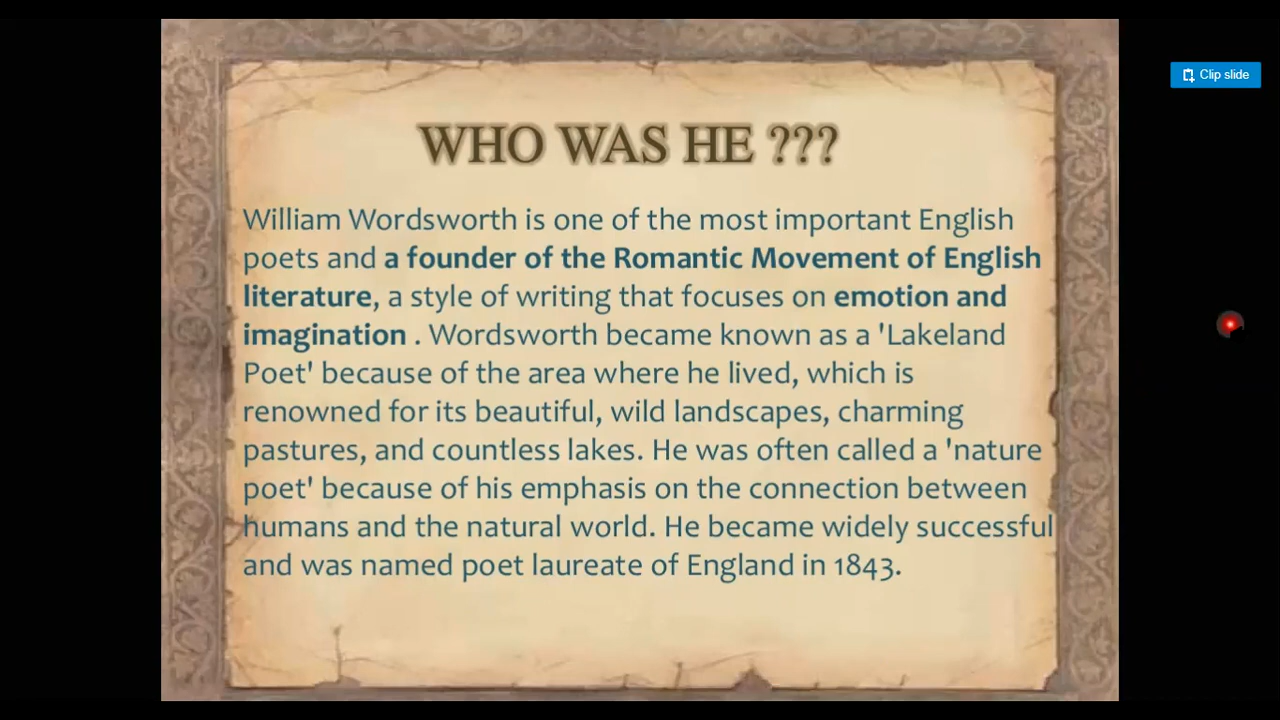 Clip slide
WHO WAS HE ???
William Wordsworth is one of the most important English
poets and a founder of the Romantic Movement of English
literature, a style of writing that focuses on emotion and
imagination . Wordsworth became known as a 'Lakeland
Poet' because of the area where he lived, which is
renowned for its beautiful, wild landscapes, charming
pastures, and countless lakes. He was often called a 'nature
poet' because of his emphasis on the connection between
humans and the natural world. He became widely successful
and was named poet laureate of England in 1843.